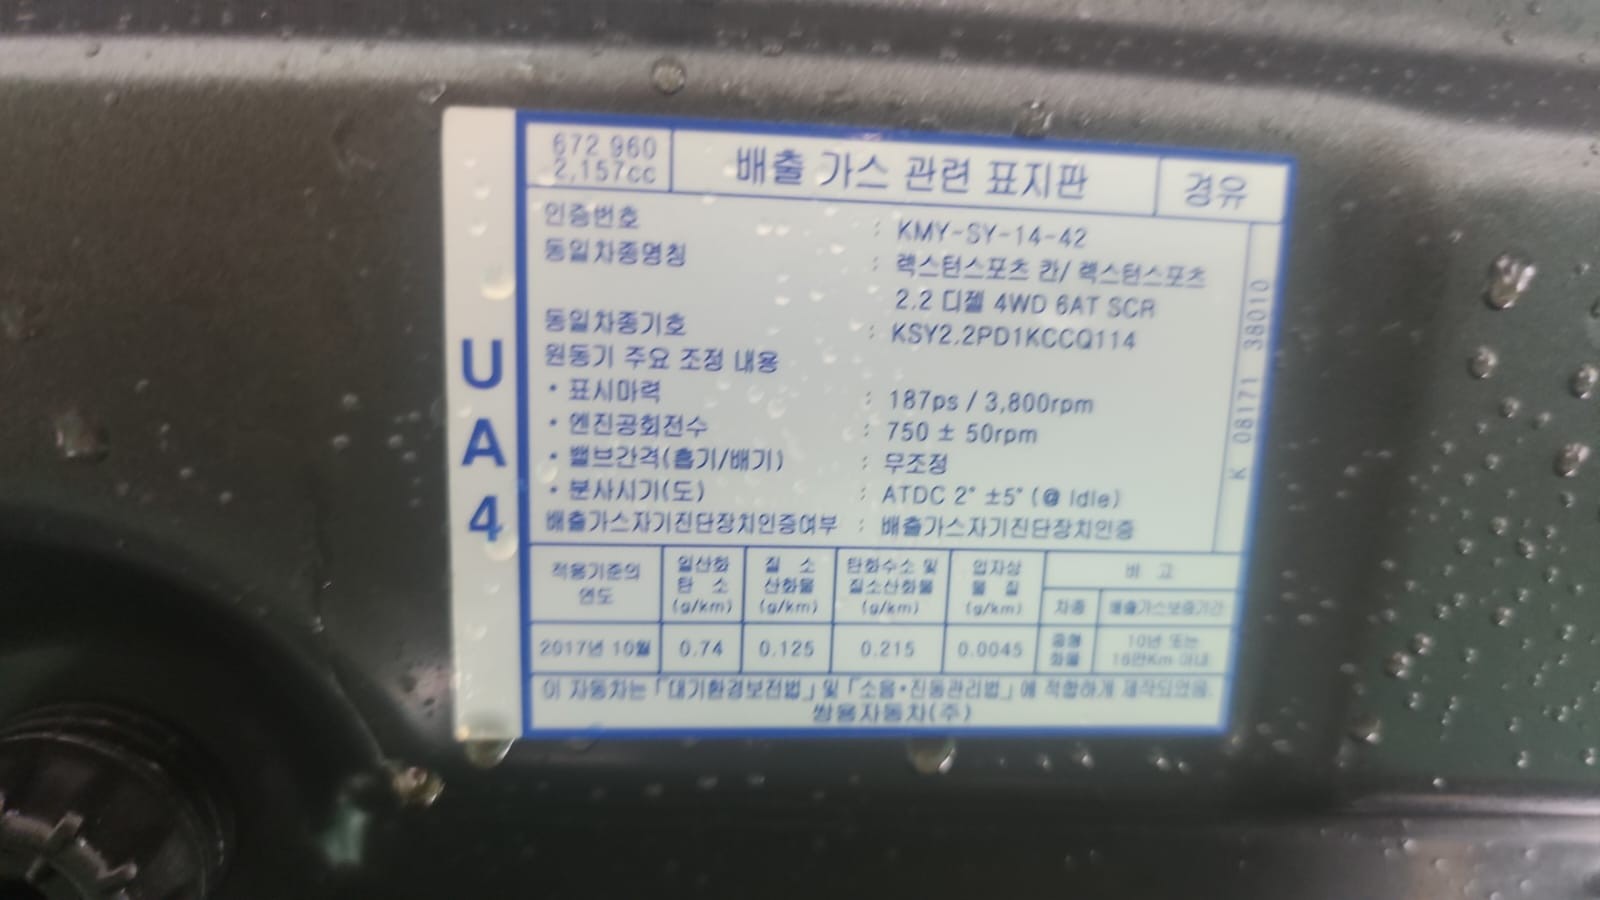 672 960
2,157cc
배출 가스 관련 표지판
경유
인증번호 : KMY-SY-14-42
동일차종명칭 : 렉스턴스포츠 칸/ 렉스턴스포츠
2.2 디젤 4WD 6AT SCR
동일차종기호 : KSY2.2PD1KCCQ114
원동기 주요 조정 내용
• 표시마력 : 187ps / 3,800rpm
• 엔진공회전수 : 750 ± 50rpm
• 밸브간격(흡기/배기) : 무조정
• 분사시기(도) : ATDC 2° ±5° (@ Idle)
배출가스자기진단장치인증여부 : 배출가스자기진단장치인증
K 08171 38010
UA4
적용기준의 연도
일산화 탄 소 (g/km)
질 소 산화물 (g/km)
탄화수소 및 질소산화물 (g/km)
입자상 물 질 (g/km)
비 고
차종
배출가스보증기간
2017년 10월 0.74 0.125 0.215 0.0045 중형 화물 10년 또는 16만Km 이내
이 자동차는 「대기환경보전법」 및 「소음•진동관리법」에 적합하게 제작되었음.
쌍용자동차(주)